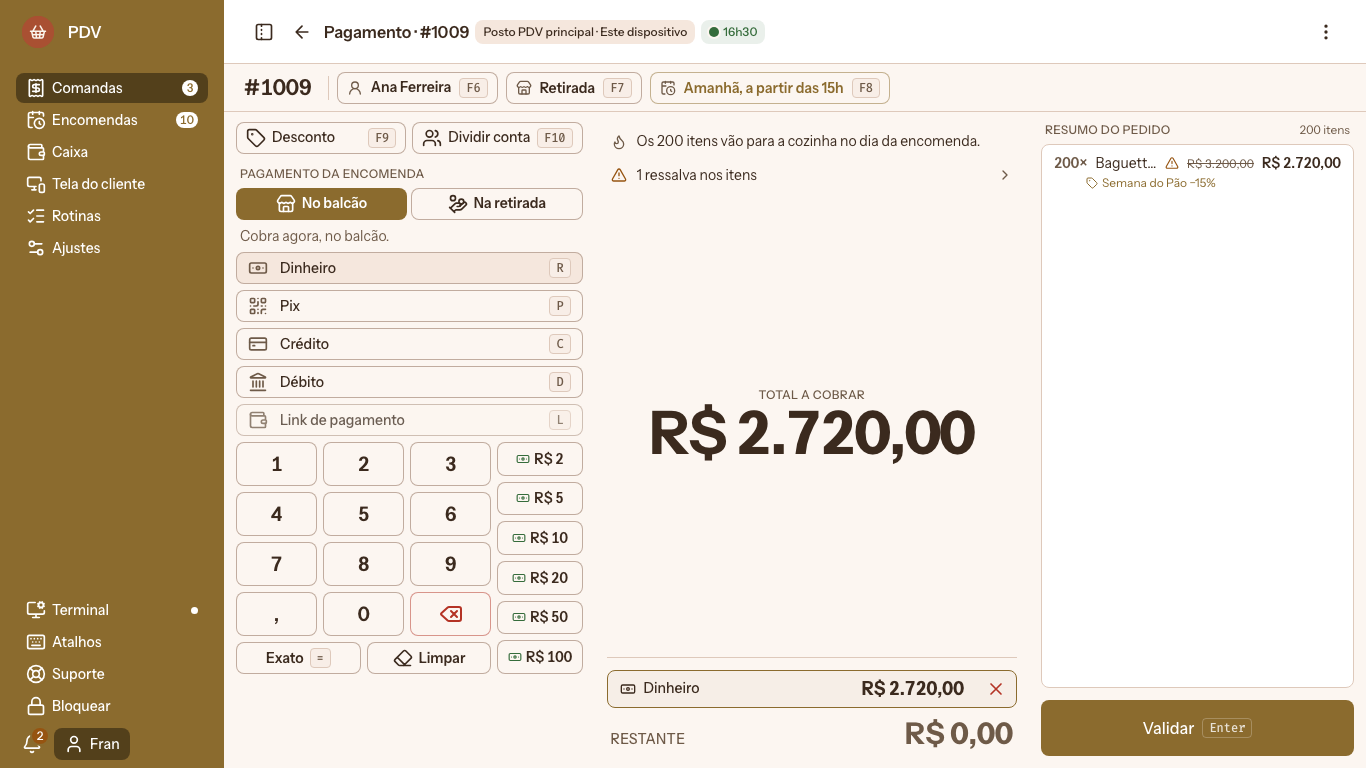 PDV
Comandas 3
Encomendas 10
Caixa
Tela do cliente
Rotinas
Ajustes
Terminal
Atalhos
Suporte
Bloquear
2
Fran
Pagamento · #1009 Posto PDV principal · Este dispositivo 16h30
#1009 Ana Ferreira F6 Retirada F7 Amanhã, a partir das 15h F8
Desconto F9 Dividir conta F10
PAGAMENTO DA ENCOMENDA
No balcão Na retirada
Cobra agora, no balcão.
Dinheiro R
Pix P
Crédito C
Débito D
Link de pagamento L
1 2 3 R$ 2
R$ 5
4 5 6
R$ 10
7 8 9 R$ 20
, 0 R$ 50
Exato = Limpar R$ 100
Os 200 itens vão para a cozinha no dia da encomenda.
1 ressalva nos itens
TOTAL A COBRAR
R$ 2.720,00
Dinheiro R$ 2.720,00
RESTANTE R$ 0,00
RESUMO DO PEDIDO 200 itens
200× Baguett... R$ 3.200,00 R$ 2.720,00
Semana do Pão −15%
Validar Enter